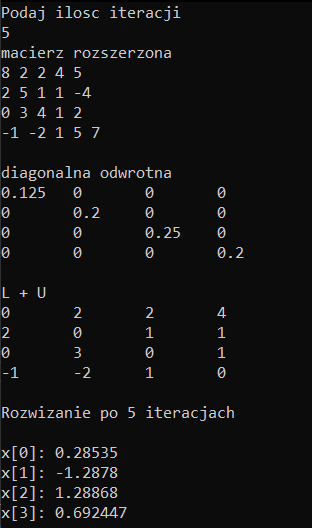 Podaj ilosc iteracji
5
macierz rozszerzona
8 2 2 4 5
2 5 1 1 -4
0 3 4 1 2
-1 -2 1 5 7
diagonalna odwrotna
0.125 0 0 0
0 0.2 0 0
0 0 0.25 0
0 0 0 0.2
L + U
0 2 2 4
2 0 1 1
0 3 0 1
-1 -2 1 0
Rozwizanie po 5 iteracjach
x[0]: 0.28535
x[1]: -1.2878
x[2]: 1.28868
x[3]: 0.692447